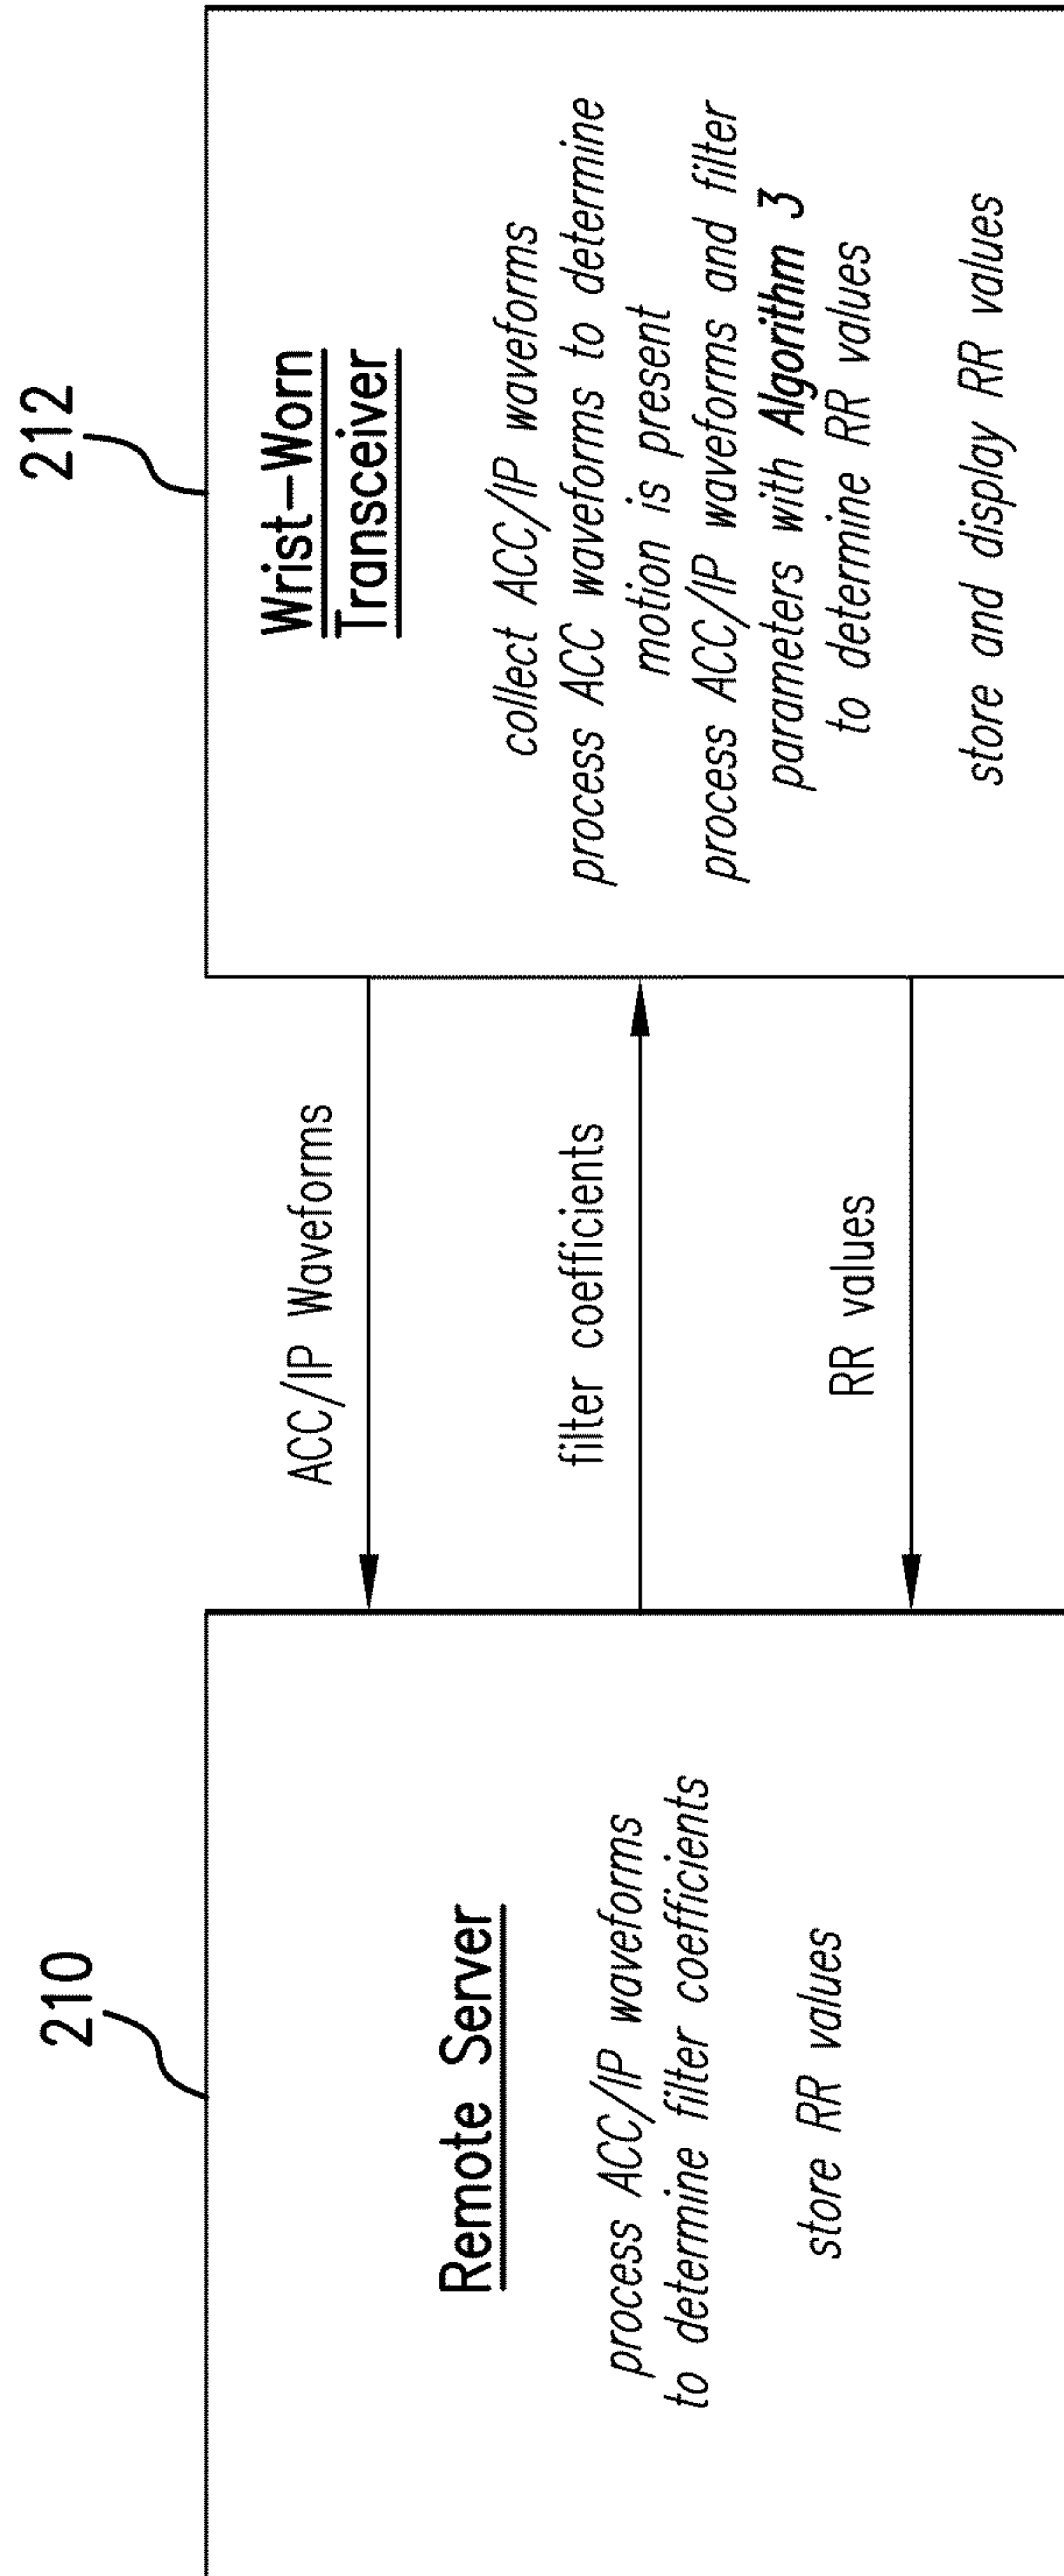 210
Remote Server
process ACC/IP waveforms
to determine filter coefficients
store RR values
ACC/IP Waveforms
filter coefficients
RR values
212
Wrist-Worn
Transceiver
collect ACC/IP waveforms
process ACC waveforms to determine
motion is present
process ACC/IP waveforms and filter
parameters with Algorithm 3
to determine RR values
store and display RR values